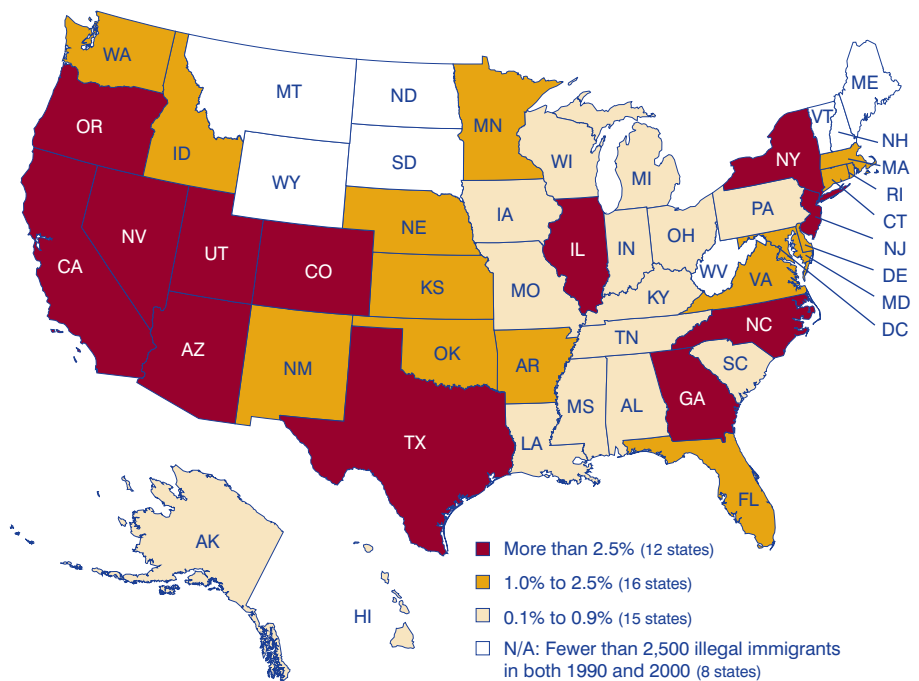 WA
MT
ND
MN
ME
VT
NH
OR
ID
SD
WI
NY
MA
WY
MI
RI
CT
IA
PA
NE
NJ
NV
UT
IL
IN
OH
DE
CA
CO
WV
VA
KS
MO
KY
MD
NC
DC
AZ
TN
NM
OK
AR
SC
GA
MS
AL
TX
LA
FL
AK
HI
More than 2.5% (12 states)
1.0% to 2.5% (16 states)
0.1% to 0.9% (15 states)
N/A: Fewer than 2,500 illegal immigrants
in both 1990 and 2000 (8 states)